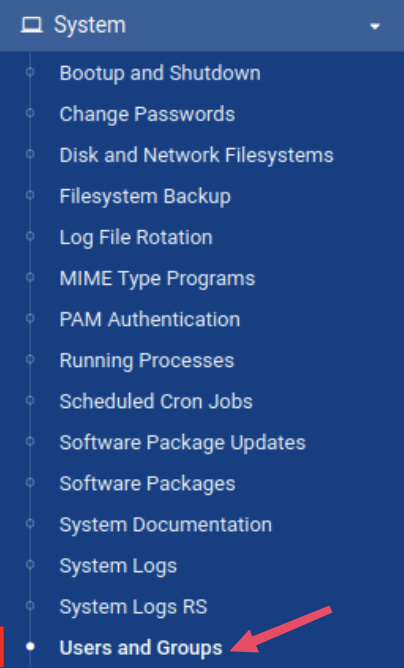 System
Bootup and Shutdown
Change Passwords
Disk and Network Filesystems
Filesystem Backup
Log File Rotation
MIME Type Programs
PAM Authentication
Running Processes
Scheduled Cron Jobs
Software Package Updates
Software Packages
System Documentation
System Logs
System Logs RS
Users and Groups